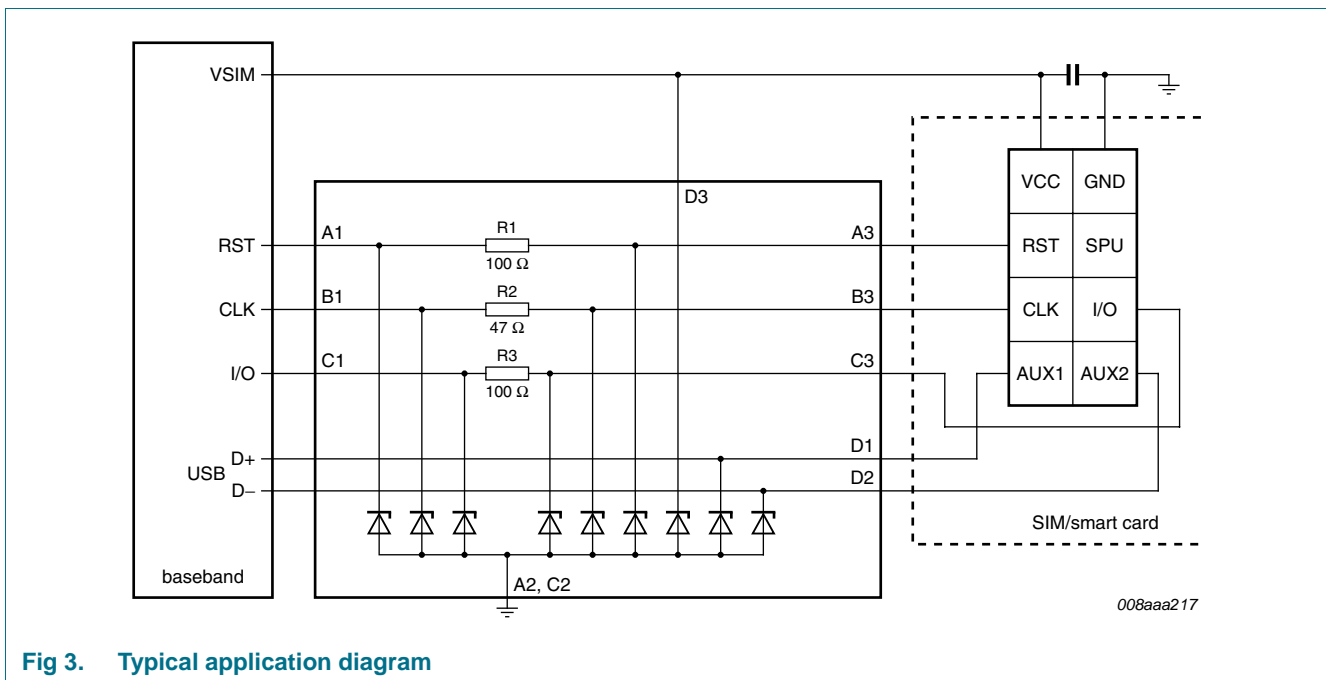 VSIM
D3
VCC GND
RST A1 R1 A3 RST SPU
100 Ω
CLK B1 R2 B3 CLK I/O
47 Ω
I/O C1 R3 C3 AUX1 AUX2
100 Ω
USB D+ D1
D− D2
SIM/smart card
baseband
A2, C2
008aaa217
Fig 3. Typical application diagram